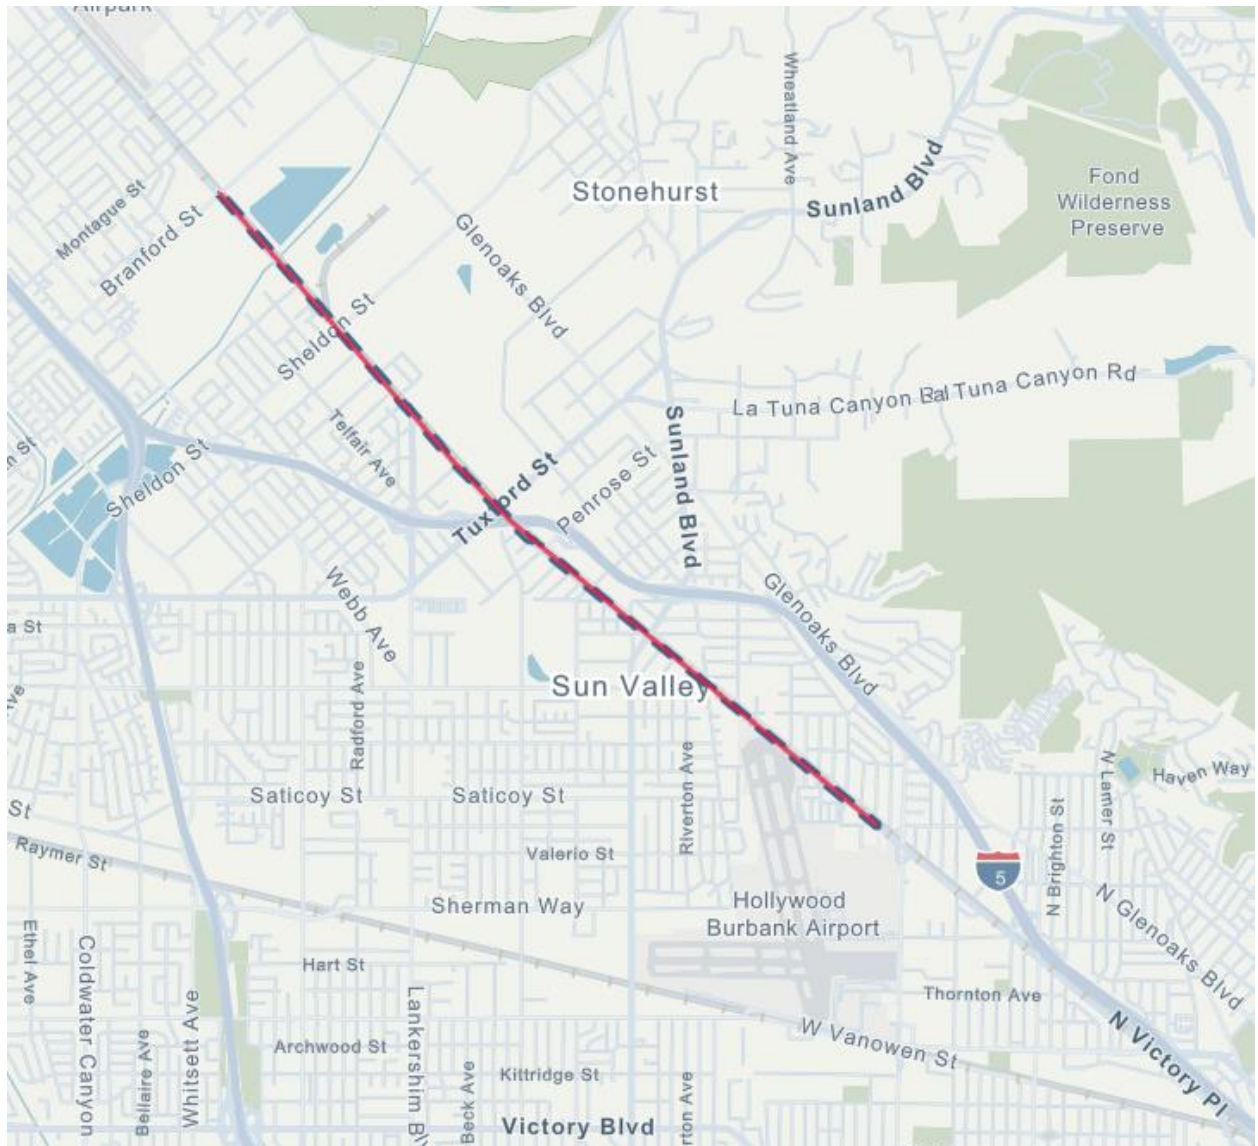 Airpark
Wheatland Ave
Stonehurst
Sunland Blvd
Fond
Wilderness
Preserve
Montague St
Branford St
Glenoaks Blvd
Sheldon St
La Tuna Canyon
Tuna Canyon Rd
Telfair Ave
Sunland Blvd
Sheldon St
Tuxford St
Penrose St
Webb Ave
Glenoaks Blvd
a St
Sun Valley
Radford Ave
Riverton Ave
N Lamer St
Haven Way
Saticoy St
Saticoy St
St
N Brighton St
Raymer St
Valerio St
5
Sherman Way
Hollywood
Burbank Airport
N Glenoaks Blvd
Ethel Ave
Coldwater Canyon
Hart St
Thornton Ave
Whitsett Ave
Lankershim
W Vanowen St
N Victory Pl
Bellaire Ave
Archwood St
Beck Ave
Kittridge St
rton Ave
Victory Blvd